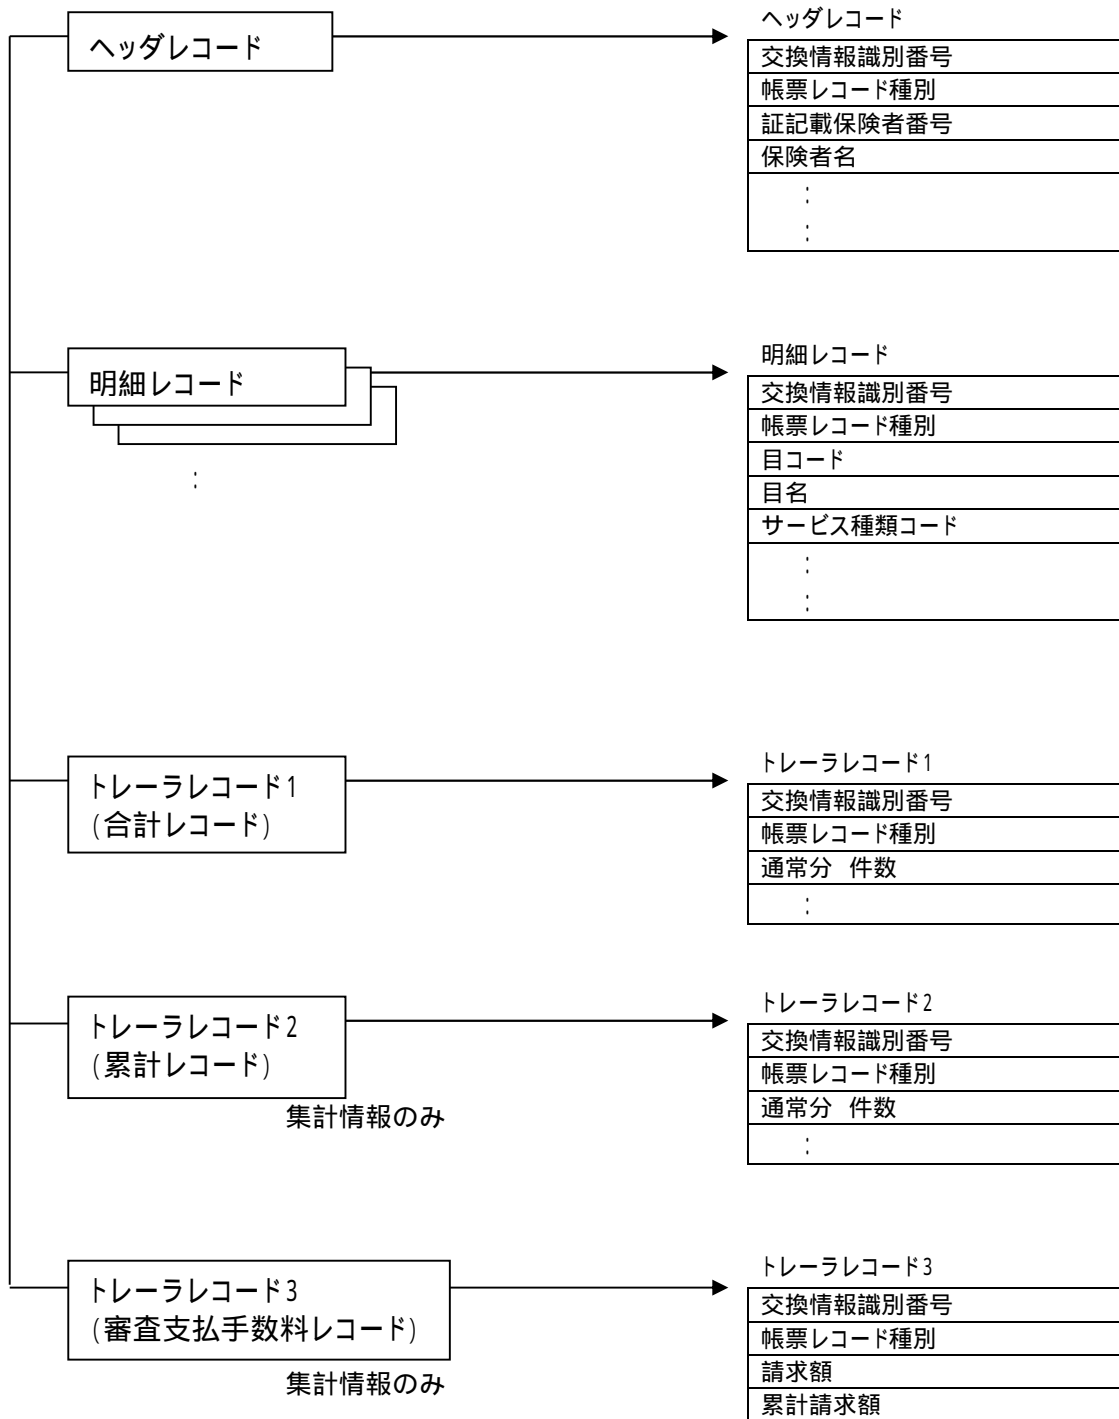 ヘッダレコード
ヘッダレコード
交換情報識別番号
帳票レコード種別
証記載保険者番号
保険者名
:
:
明細レコード
:
明細レコード
交換情報識別番号
帳票レコード種別
目コード
目名
サービス種類コード
:
:
トレーラレコード1
(合計レコード)
トレーラレコード1
交換情報識別番号
帳票レコード種別
通常分 件数
:
トレーラレコード2
(累計レコード)
集計情報のみ
トレーラレコード2
交換情報識別番号
帳票レコード種別
通常分 件数
:
トレーラレコード3
(審査支払手数料レコード)
集計情報のみ
トレーラレコード3
交換情報識別番号
帳票レコード種別
請求額
累計請求額